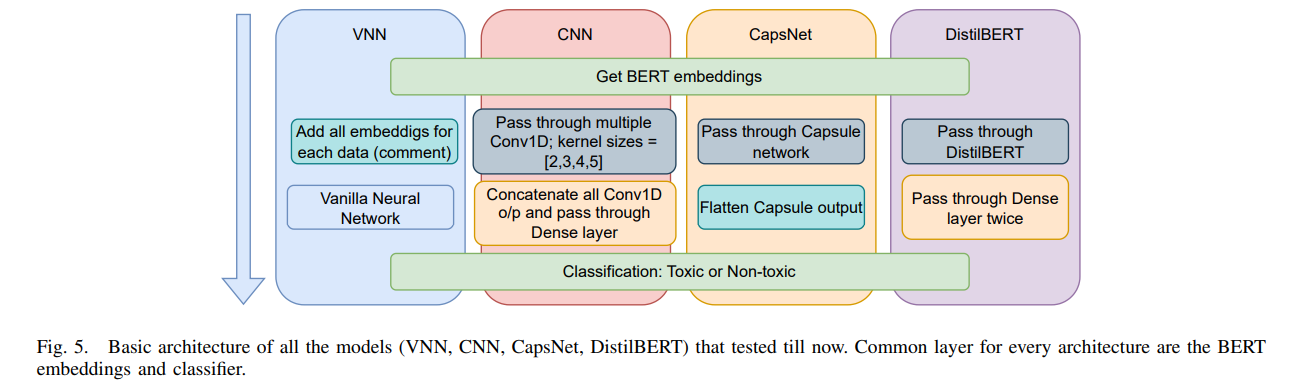 VNN
CNN
CapsNet
DistilBERT
Get BERT embeddings
Add all embeddigs for
each data (comment)
Pass through multiple
Conv1D; kernel sizes =
[2,3,4,5]
Pass through Capsule
network
Pass through
DistilBERT
Vanilla Neural
Network
Concatenate all Conv1D
o/p and pass through
Dense layer
Flatten Capsule output
Pass through Dense
layer twice
Classification: Toxic or Non-toxic
Fig. 5. Basic architecture of all the models (VNN, CNN, CapsNet, DistilBERT) that tested till now. Common layer for every architecture are the BERT
embeddings and classifier.